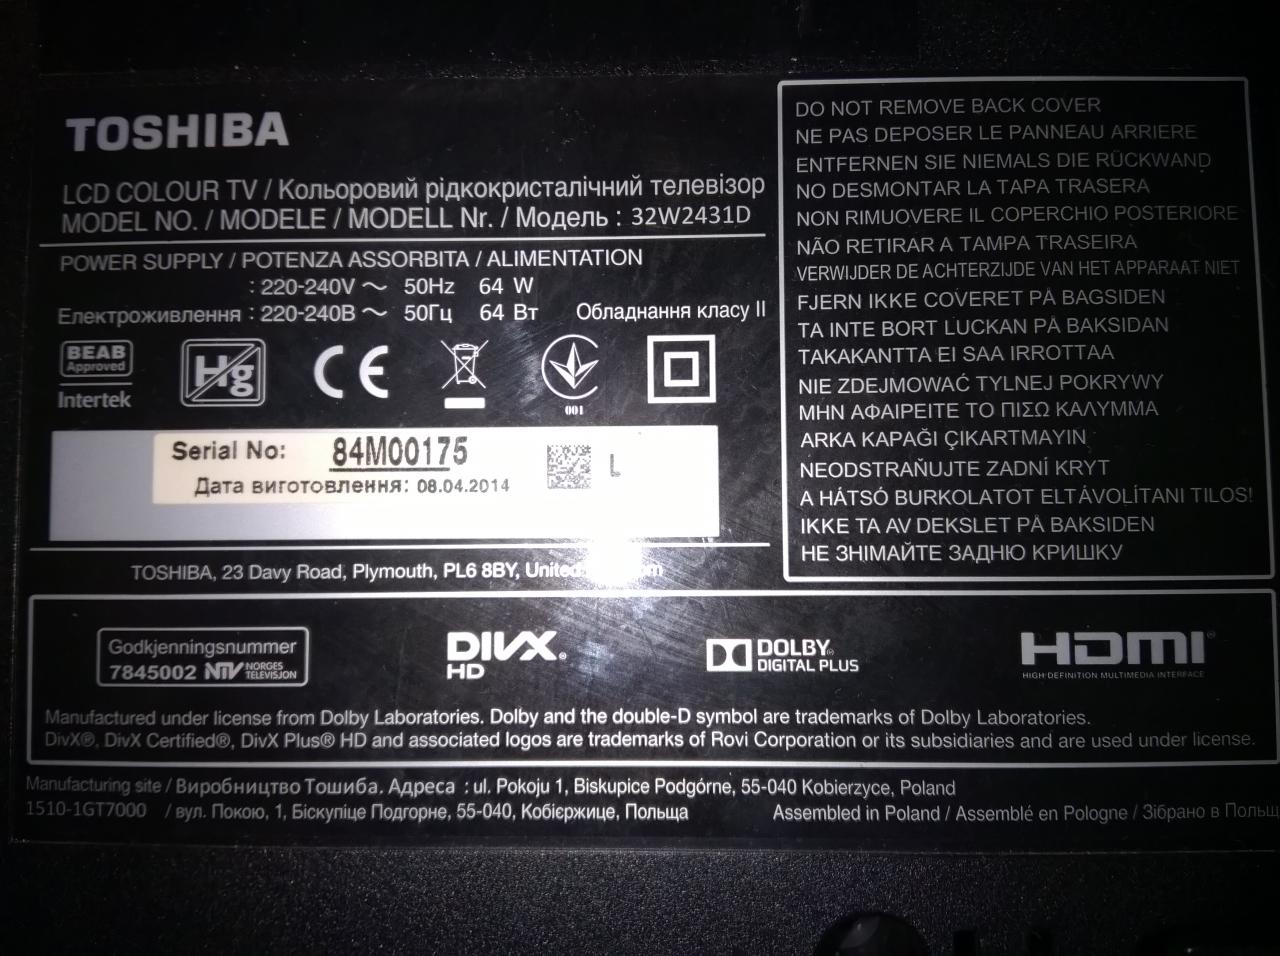 TOSHIBA
LCD COLOUR TV / Кольоровий рідкокристалічний телевізор
MODEL NO. / MODELE / MODELL Nr. / Модель : 32W2431D
POWER SUPPLY / POTENZA ASSORBITA / ALIMENTATION
: 220-240V ~ 50Hz 64 W
Електроживлення : 220-240В ~ 50Гц 64 Вт Обладнання класу II
BEAB
Approved
Intertek
Hg
CE
001
Serial No: 84M00175
L
Дата виготовлення: 08.04.2014
TOSHIBA, 23 Davy Road, Plymouth, PL6 8BY,
DO NOT REMOVE BACK COVER
NE PAS DEPOSER LE PANNEAU ARRIERE
ENTFERNEN SIE NIEMALS DIE RÜCKWAND
NO DESMONTAR LA TAPA TRASERA
NON RIMUOVERE IL COPERCHIO POSTERIORE
NÃO RETIRAR A TAMPA TRASEIRA
VERWIJDER DE ACHTERZIJDE VAN HET APPARAAT NIET
FJERN IKKE COVERET PÅ BAGSIDEN
TA INTE BORT LUCKAN PÅ BAKSIDAN
TAKAKANTTA EI SAA IRROTTAA
NIE ZDEJMOWAĆ TYLNEJ POKRYWY
ΜΗΝ ΑΦΑΙΡΕΙΤΕ ΤΟ ΠΙΣΩ ΚΑΛΥΜΜΑ
ARKA KAPAĞI ÇIKARTMAYIN
NEODSTRAŇUJTE ZADNÍ KRYT
A HÁTSÓ BURKOLATOT ELTÁVOLÍTANI TILOS!
IKKE TA AV DEKSLET PÅ BAKSIDEN
НЕ ЗНІМАЙТЕ ЗАДНЮ КРИШКУ
Godkjenningsnummer
7845002 NTV NORGES TELEVISJON
DIVX®
HD
DOLBY®
DIGITAL PLUS
HDMI®
HIGH-DEFINITION MULTIMEDIA INTERFACE
Manufactured under license from Dolby Laboratories. Dolby and the double-D symbol are trademarks of Dolby Laboratories.
DivX®, DivX Certified®, DivX Plus® HD and associated logos are trademarks of Rovi Corporation or its subsidiaries and are used under license.
Manufacturing site / Виробництво Тошиба. Адреса : ul. Pokoju 1, Biskupice Podgórne, 55-040 Kobierzyce, Poland
1510-1GT7000 / вул. Покою, 1, Біскупіце Подгорне, 55-040, Кобієржице, Польща
Assembled in Poland / Assemblé en Pologne / Зібрано в Польщ